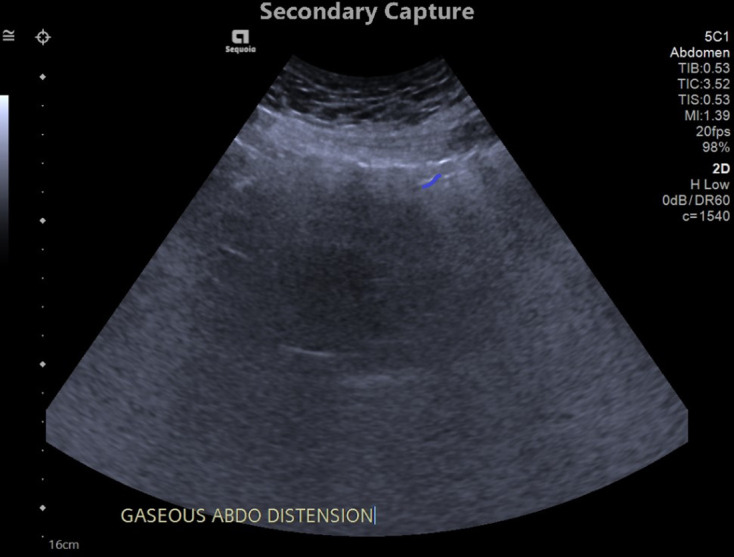 Secondary Capture
Sequoia
5C1
Abdomen
TIB:0.53
TIC:3.52
TIS:0.53
MI:1.39
20fps
98%
2D
H Low
0dB/DR60
c=1540
GASEOUS ABDO DISTENSION
16cm